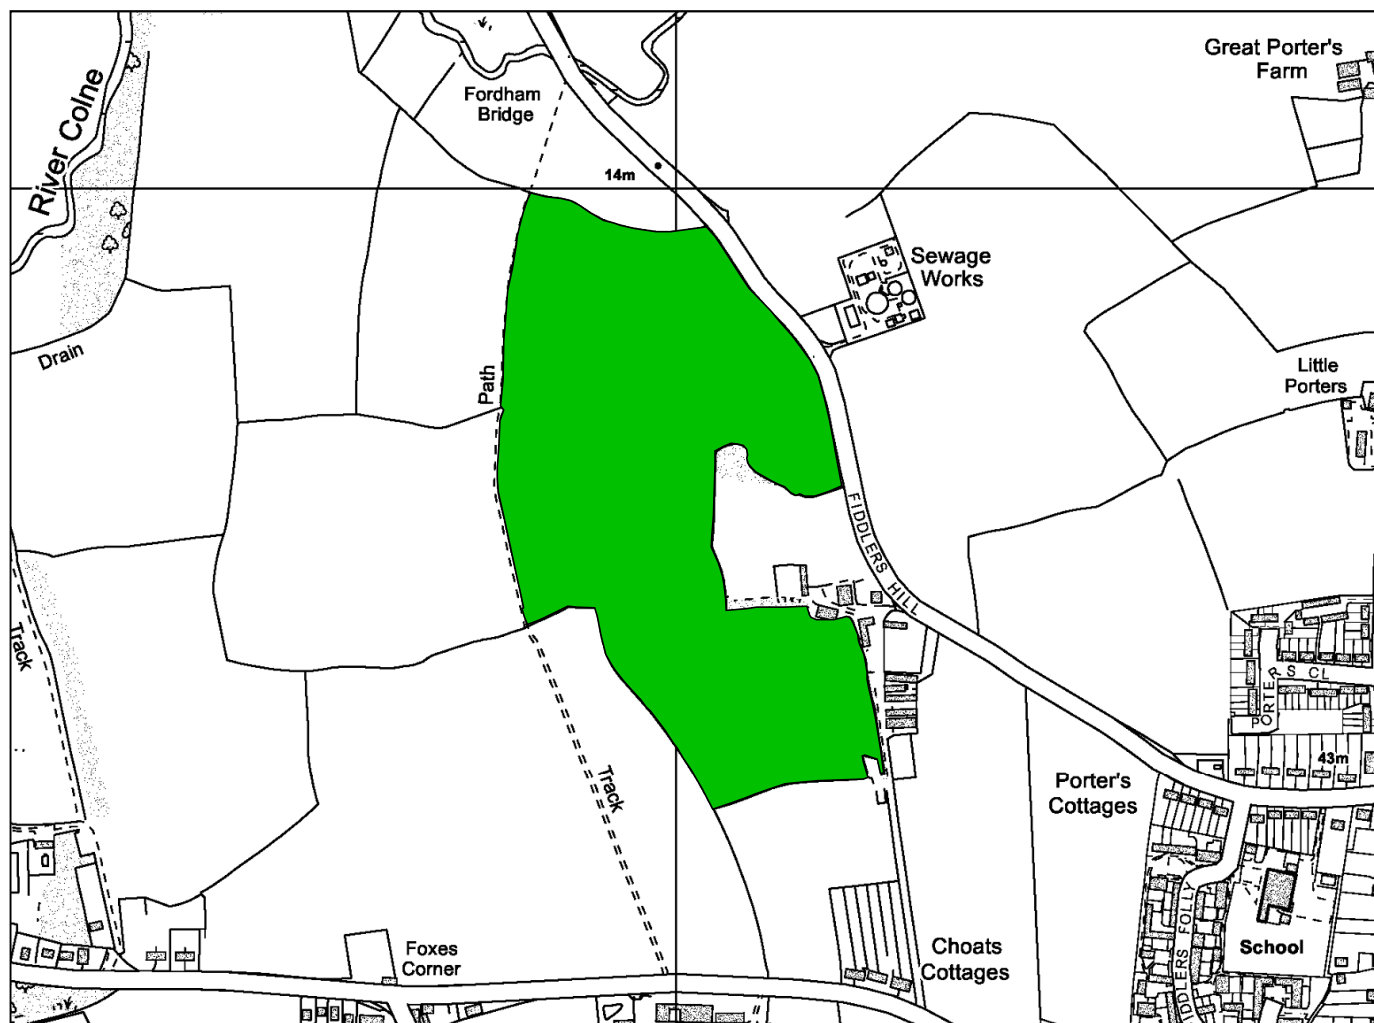 Great Porter's
Farm
River Colne
Fordham
Bridge
14m
Sewage
Works
Drain
Path
Little
Porters
FIDDLERS HILL
Track
PORTERS CL
Track
43m
Porter's
Cottages
FIDDLERS FOLLY
Foxes
Corner
Choats
Cottages
School